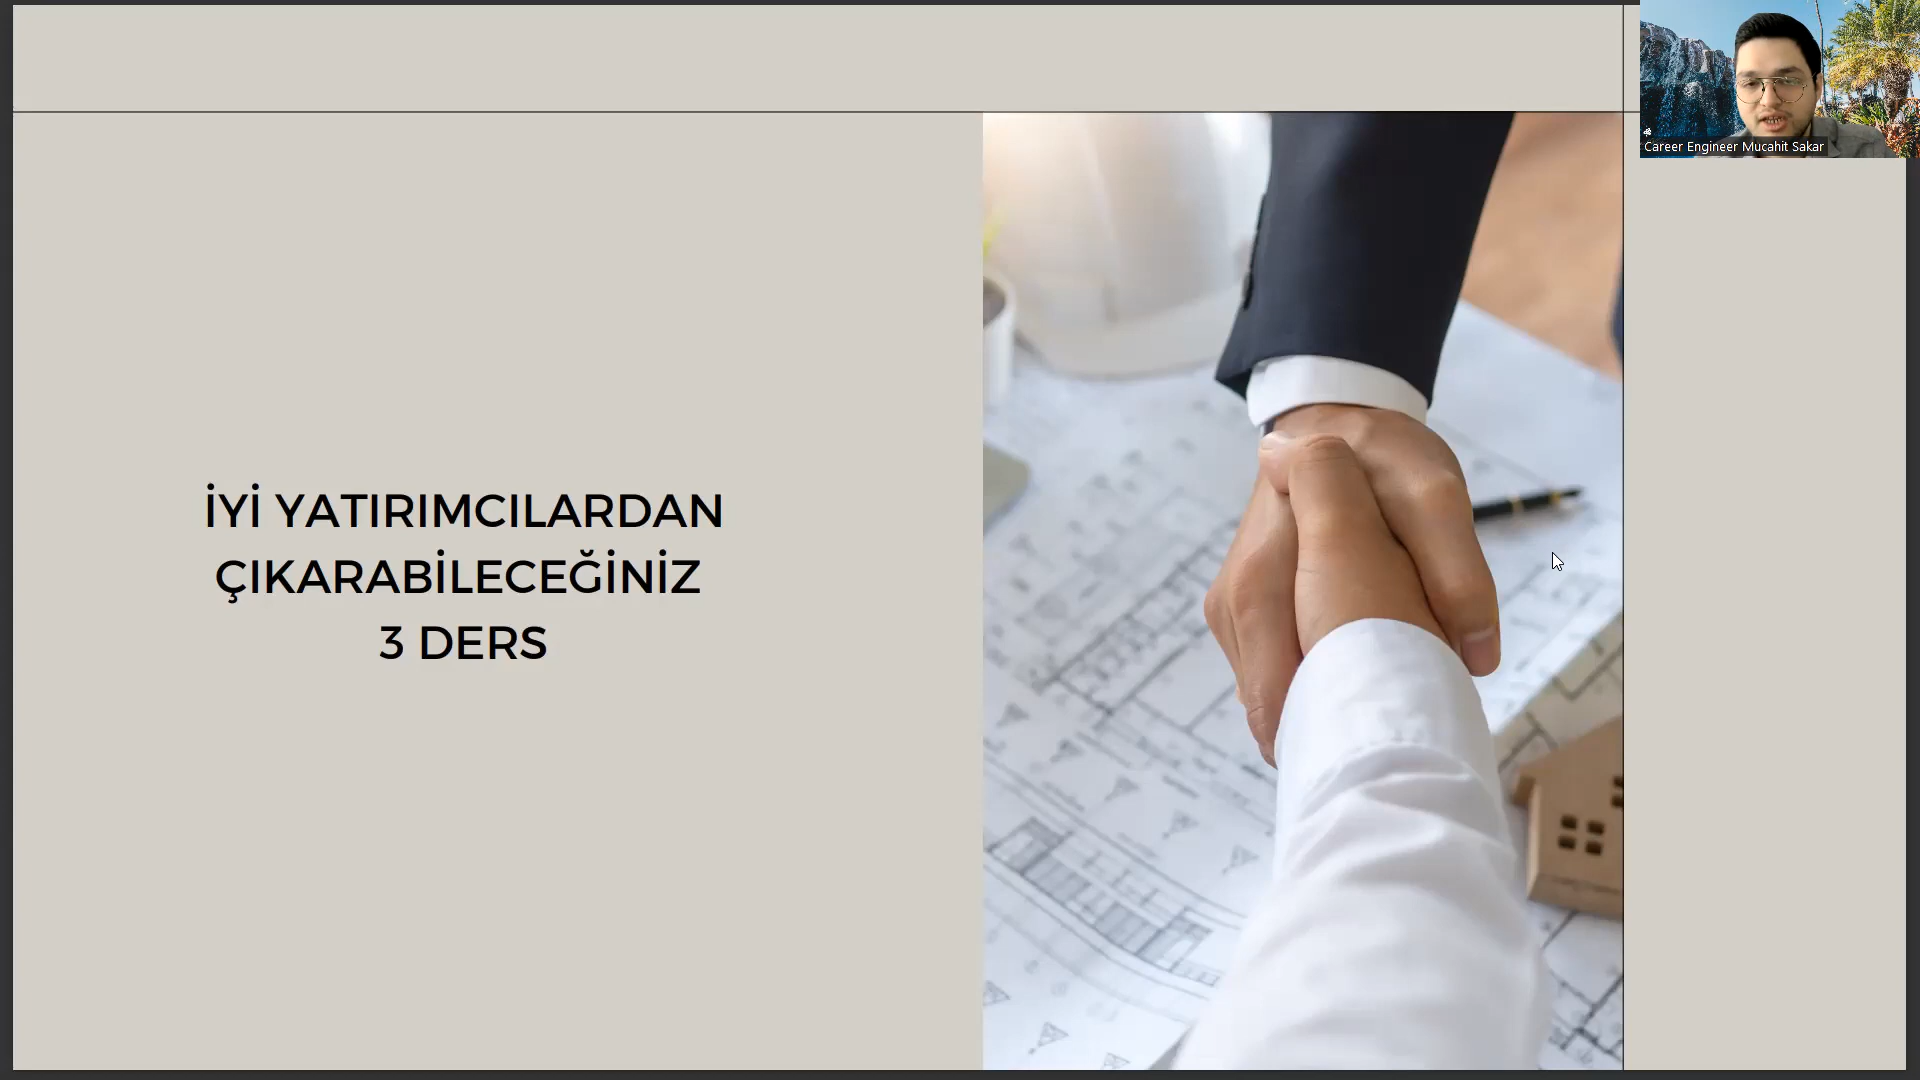 İYİ YATIRIMCILARDAN
ÇIKARABİLECEĞİNİZ
3 DERS
Career Engineer Mucahit Sakar